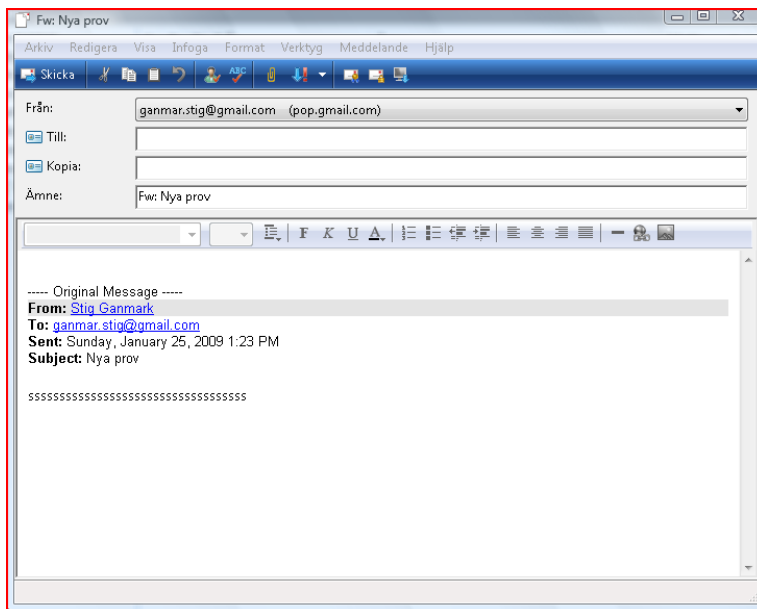 Fw: Nya prov
Arkiv Redigera Visa Infoga Format Verktyg Meddelande Hjälp
Skicka ABC
Från: ganmar.stig@gmail.com (pop.gmail.com)
Till:
Kopia:
Ämne: Fw: Nya prov
F K U A
----- Original Message -----
From: Stig Ganmark
To: ganmar.stig@gmail.com
Sent: Sunday, January 25, 2009 1:23 PM
Subject: Nya prov
sssssssssssssssssssssssssssssssssss